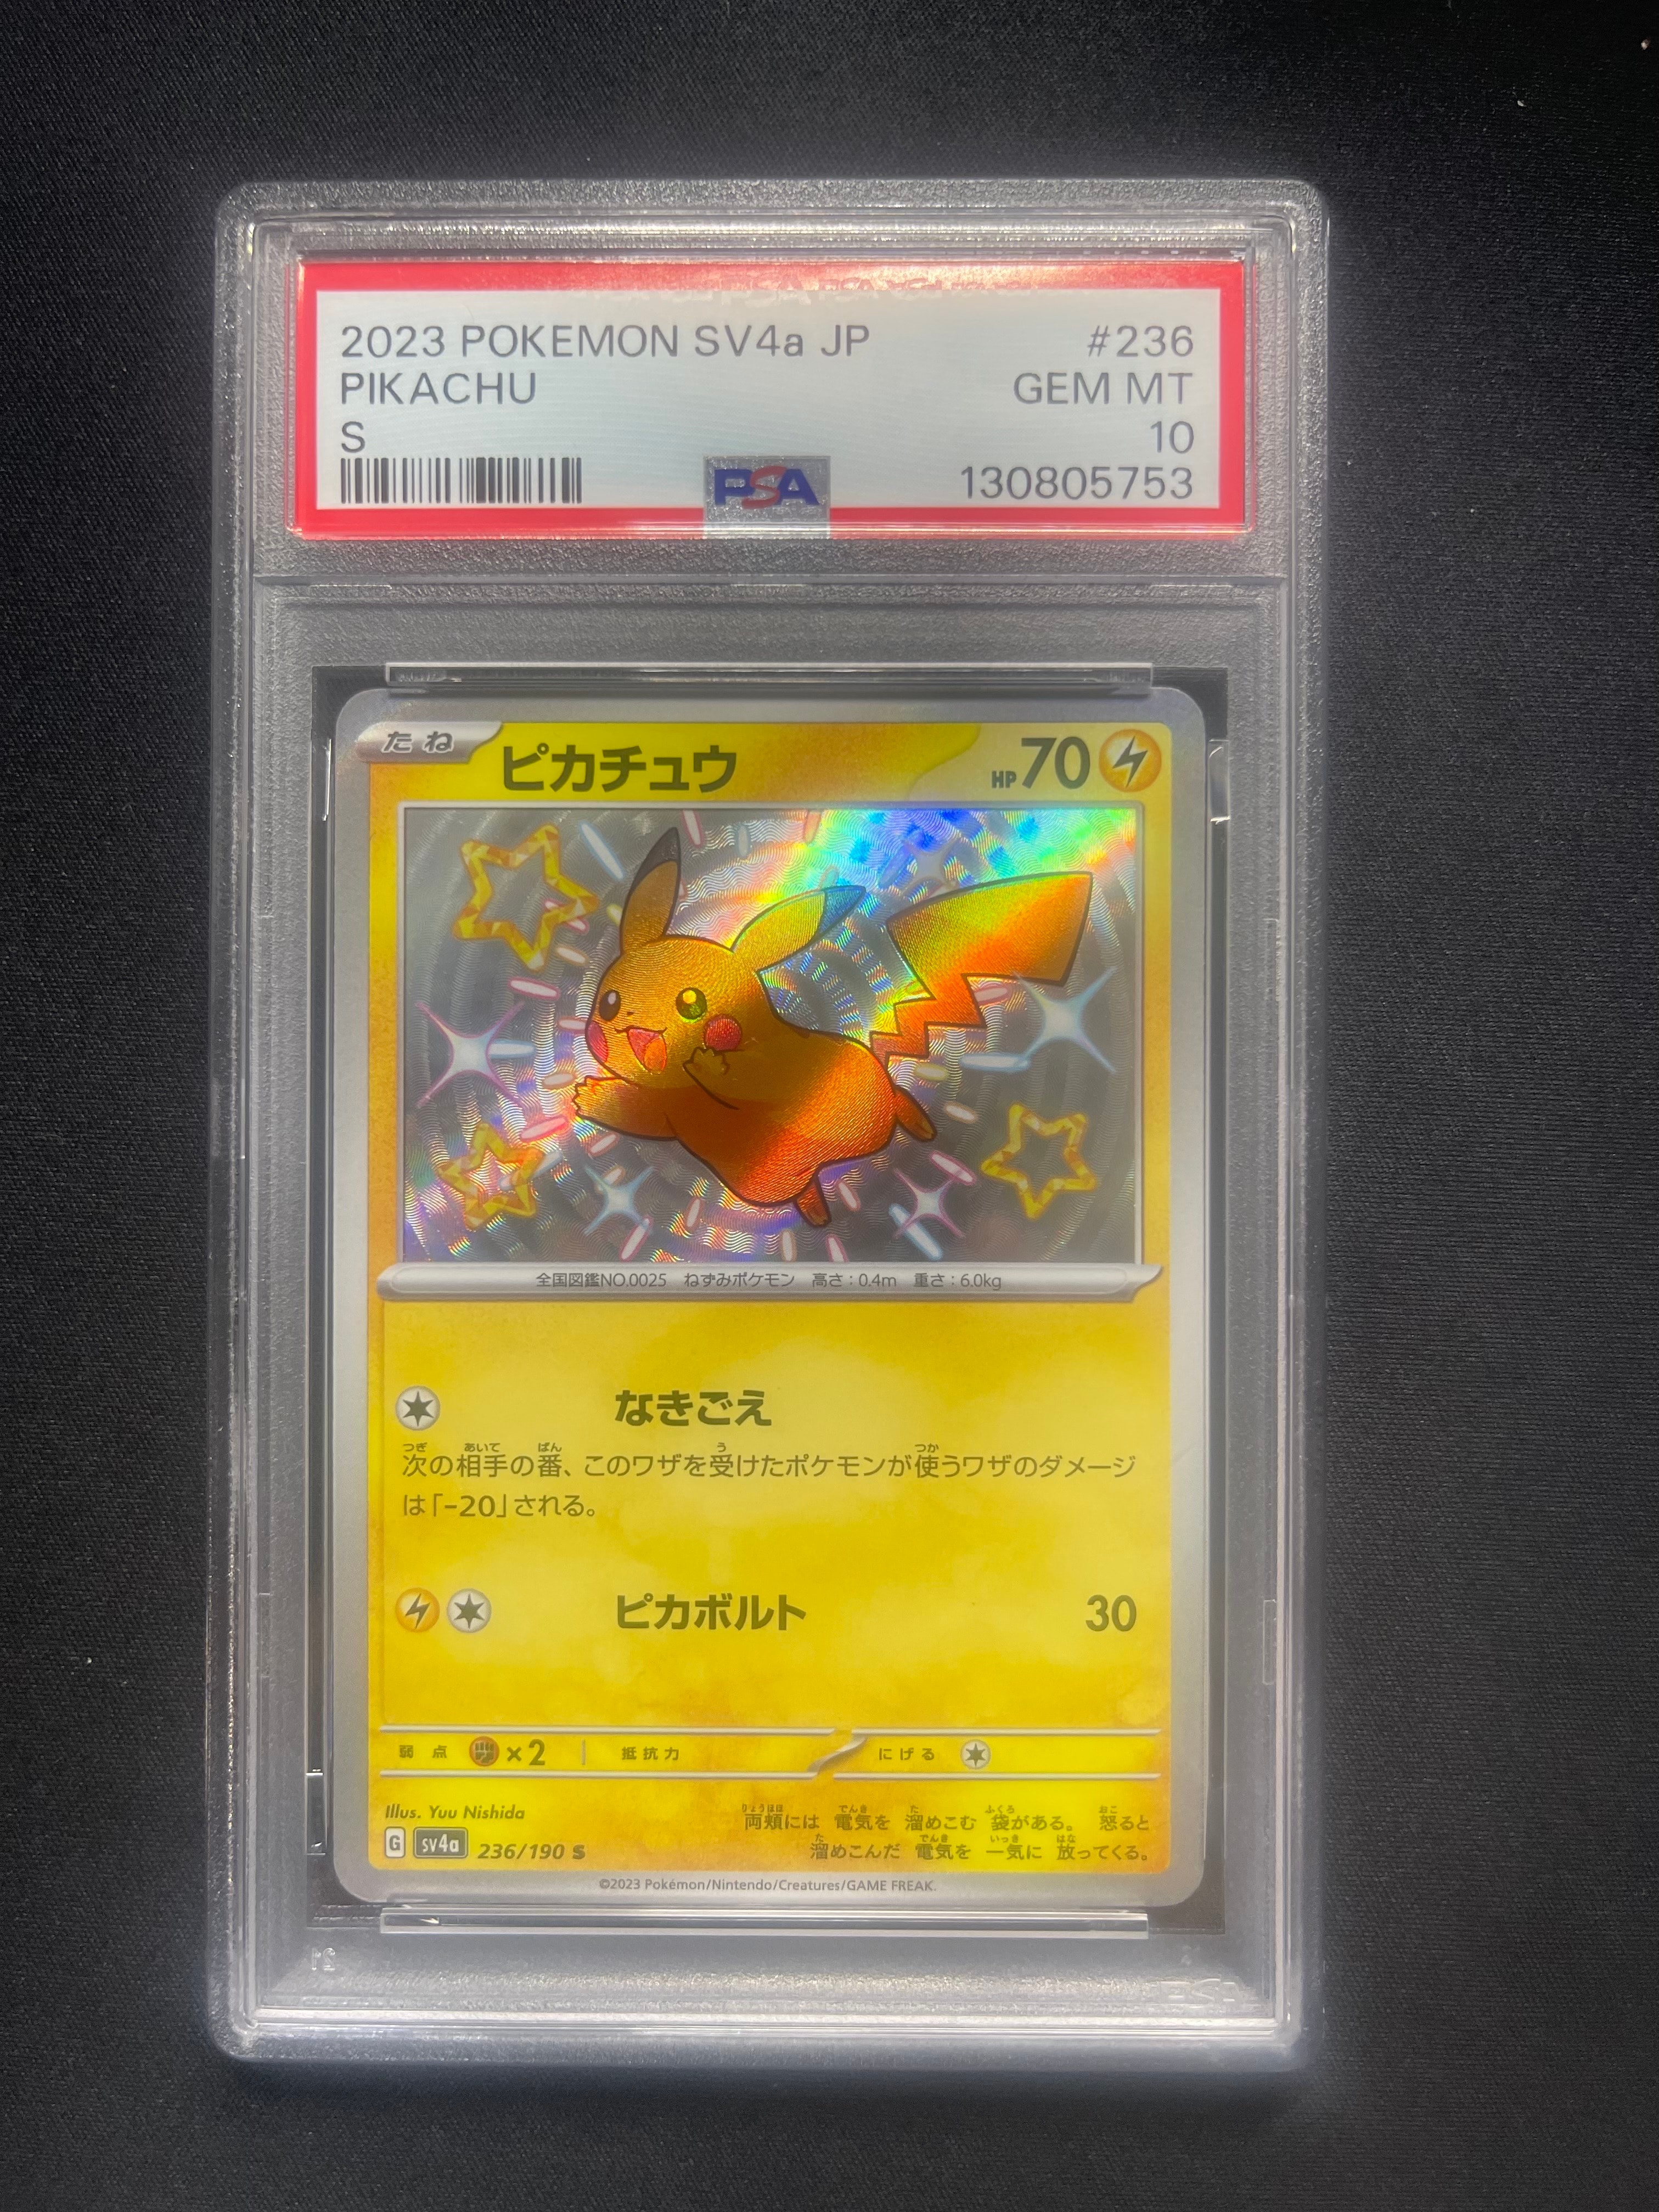 2023 POKEMON SV4a JP #236
PIKACHU GEM MT
S 10
130805753
PSA
たね ピカチュウ HP70
全国図鑑NO.0025 ねずみポケモン 高さ：0.4m 重さ：6.0kg
なきごえ
次の相手の番、このワザを受けたポケモンが使うワザのダメージ
は「−20」される。
ピカボルト 30
弱点 ×2 抵抗力 にげる
Illus. Yuu Nishida
両頬には 電気を 溜めこむ 袋がある。 怒ると
溜めこんだ 電気を 一気に 放ってくる。
G sv4a 236/190 S
©2023 Pokémon/Nintendo/Creatures/GAME FREAK.